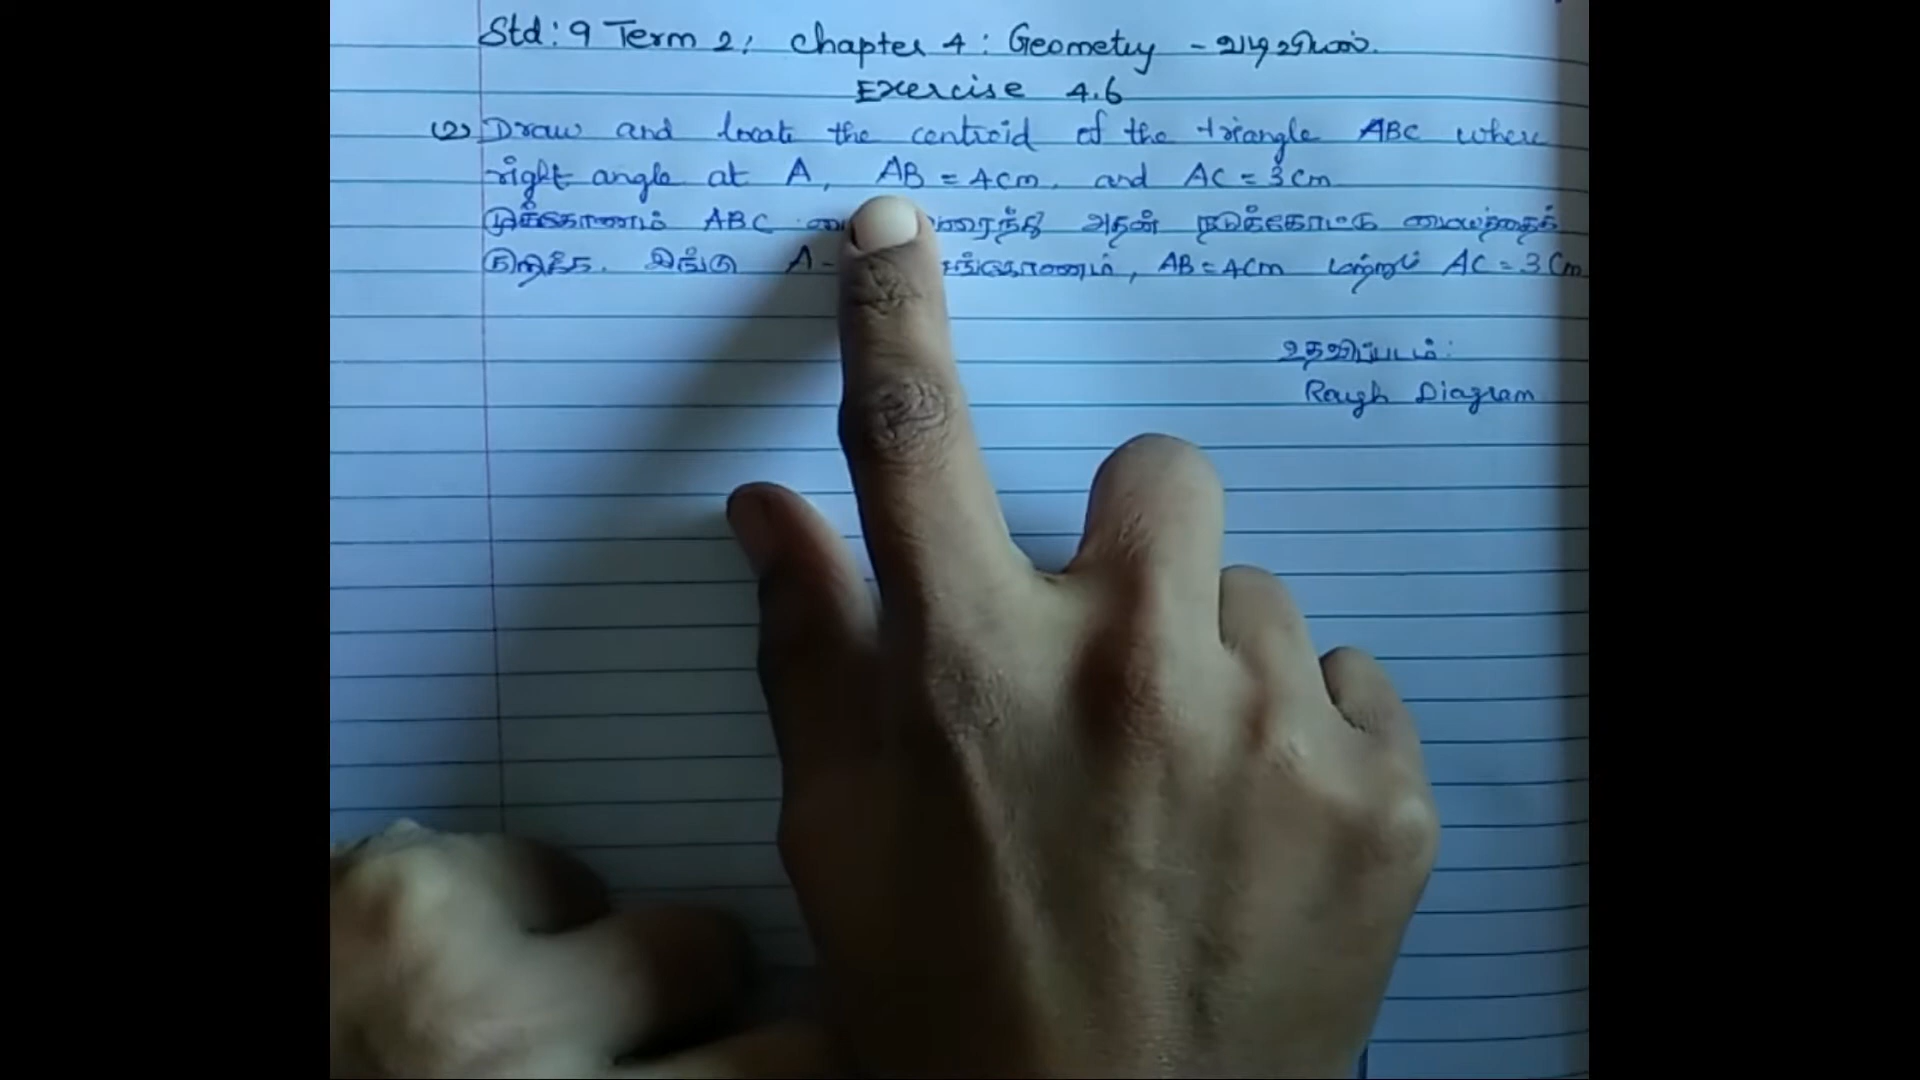 Std: 9 Term 2: Chapter 4: Geometry - வடிவியல்.
Exercise 4.6
(2) Draw and locate the centroid of the triangle ABC where
right angle at A, AB = 4cm, and AC = 3cm
முக்கோணம் ABC அதன் நடுக்கோட்டு மையத்தைக்
குறிக்க. இங்கு A- செங்கோணம், AB = 4cm மற்றும் AC = 3cm
உதவிப்படம்:
Rough Diagram